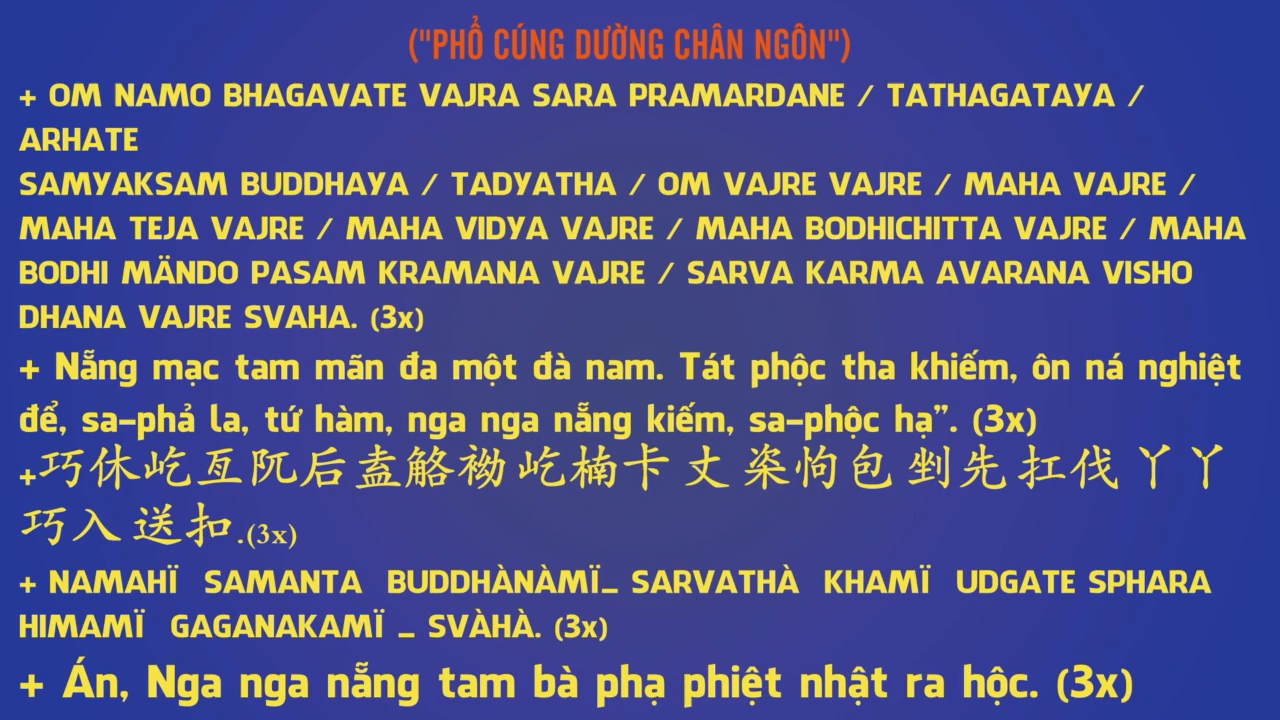 ("PHỔ CÚNG DƯỜNG CHÂN NGÔN")
+ OM NAMO BHAGAVATE VAJRA SARA PRAMARDANE / TATHAGATAYA /
ARHATE
SAMYAKSAM BUDDHAYA / TADYATHA / OM VAJRE VAJRE / MAHA VAJRE /
MAHA TEJA VAJRE / MAHA VIDYA VAJRE / MAHA BODHICHITTA VAJRE / MAHA
BODHI MÄNDO PASAM KRAMANA VAJRE / SARVA KARMA AVARANA VISHO
DHANA VAJRE SVAHA. (3x)
+ Nẵng mạc tam mãn đa một đà nam. Tát phộc tha khiếm, ôn ná nghiệt
để, sa-phả la, tứ hàm, nga nga nẵng kiếm, sa-phộc hạ”. (3x)
+巧休屹亙阢后盍觡袎屹楠卡丈梁怐包剉先扛伐丫丫
巧入送扣.(3x)
+ NAMAHÏ SAMANTA BUDDHÀNÀMÏ_ SARVATHÀ KHAMÏ UDGATE SPHARA
HIMAMÏ GAGANAKAMÏ _ SVÀHÀ. (3x)
+ Án, Nga nga nẵng tam bà phạ phiệt nhật ra hộc. (3x)